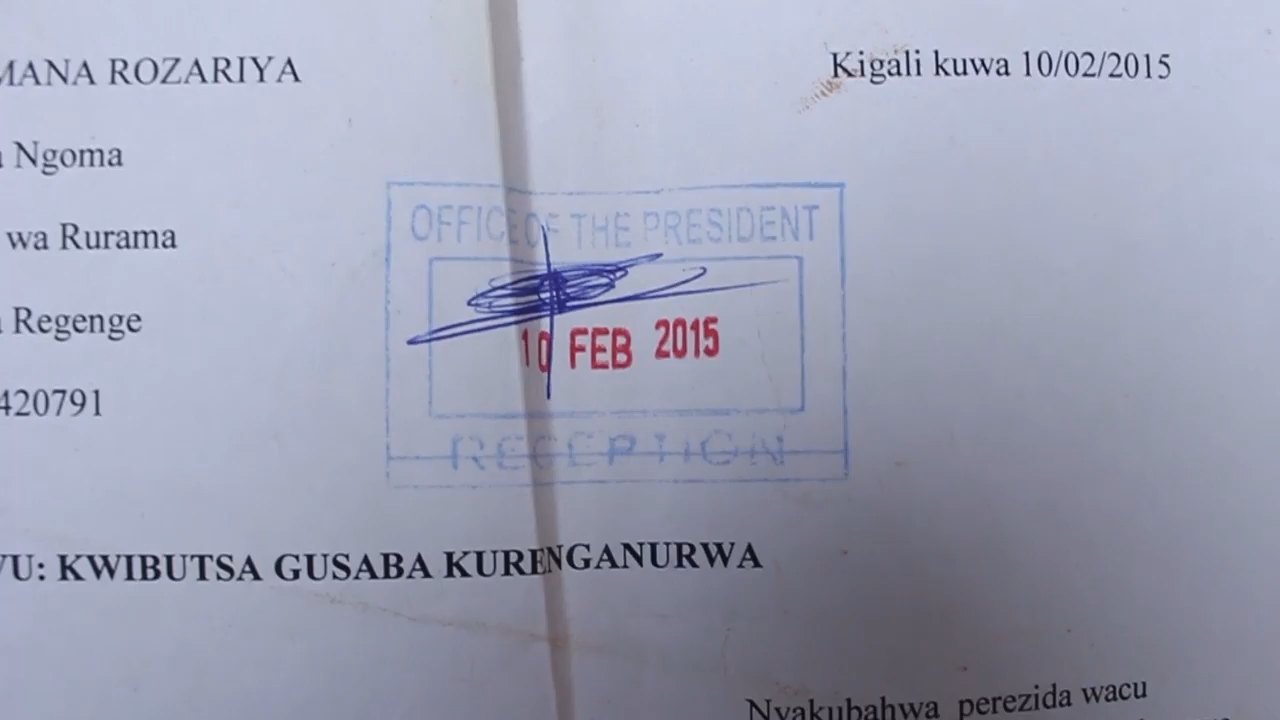 MANA ROZARIYA
Kigali kuwa 10/02/2015
Ngoma
wa Rurama
Regenge
420791
OFFICE OF THE PRESIDENT
10 FEB 2015
RECEPTION
VU: KWIBUTSA GUSABA KURENGANURWA
Nyakubahwa perezida wacu